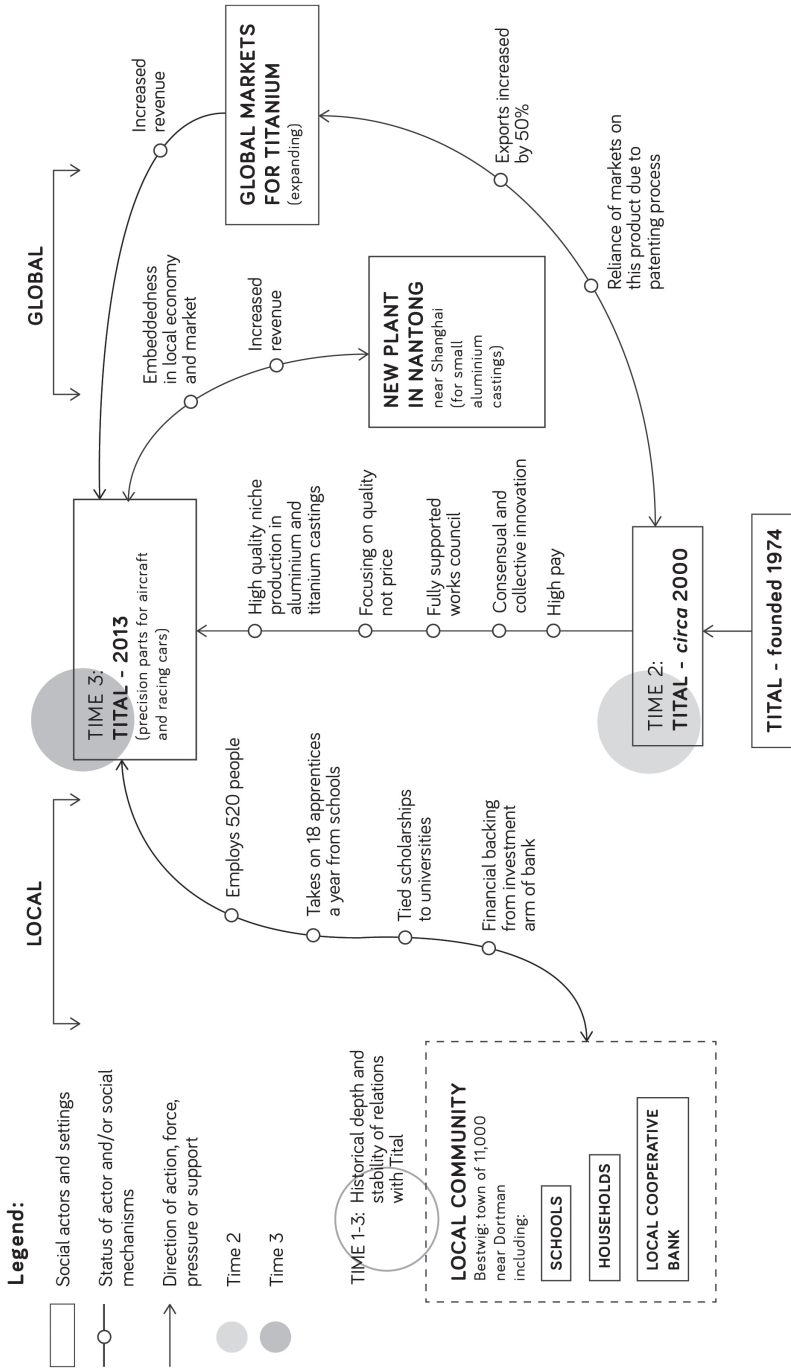 Legend:
Social actors and settings
Status of actor and/or social
mechanisms
Direction of action, force,
pressure or support
Time 2
Time 3
LOCAL
GLOBAL
TIME 1-3: Historical depth and
stability of relations
with Tital
LOCAL COMMUNITY
Bestwig: town of 11,000
near Dortman
including:
SCHOOLS
HOUSEHOLDS
LOCAL COOPERATIVE
BANK
Employs 520 people
Takes on 18 apprentices
a year from schools
Tied scholarships
to universities
Financial backing
from investment
arm of bank
TIME 3:
TITAL - 2013
(precision parts for aircraft
and racing cars)
High quality niche
production in
aluminium and
titanium castings
Focusing on quality
not price
Fully supported
works council
Consensual and
collective innovation
High pay
TIME 2:
TITAL - circa 2000
TITAL - founded 1974
Embeddedness
in local economy
and market
Increased
revenue
NEW PLANT
IN NANTONG
near Shanghai
(for small
aluminium
castings)
Increased
revenue
GLOBAL MARKETS
FOR TITANIUM
(expanding)
Exports increased
by 50%
Reliance of markets on
this product due to
patenting process